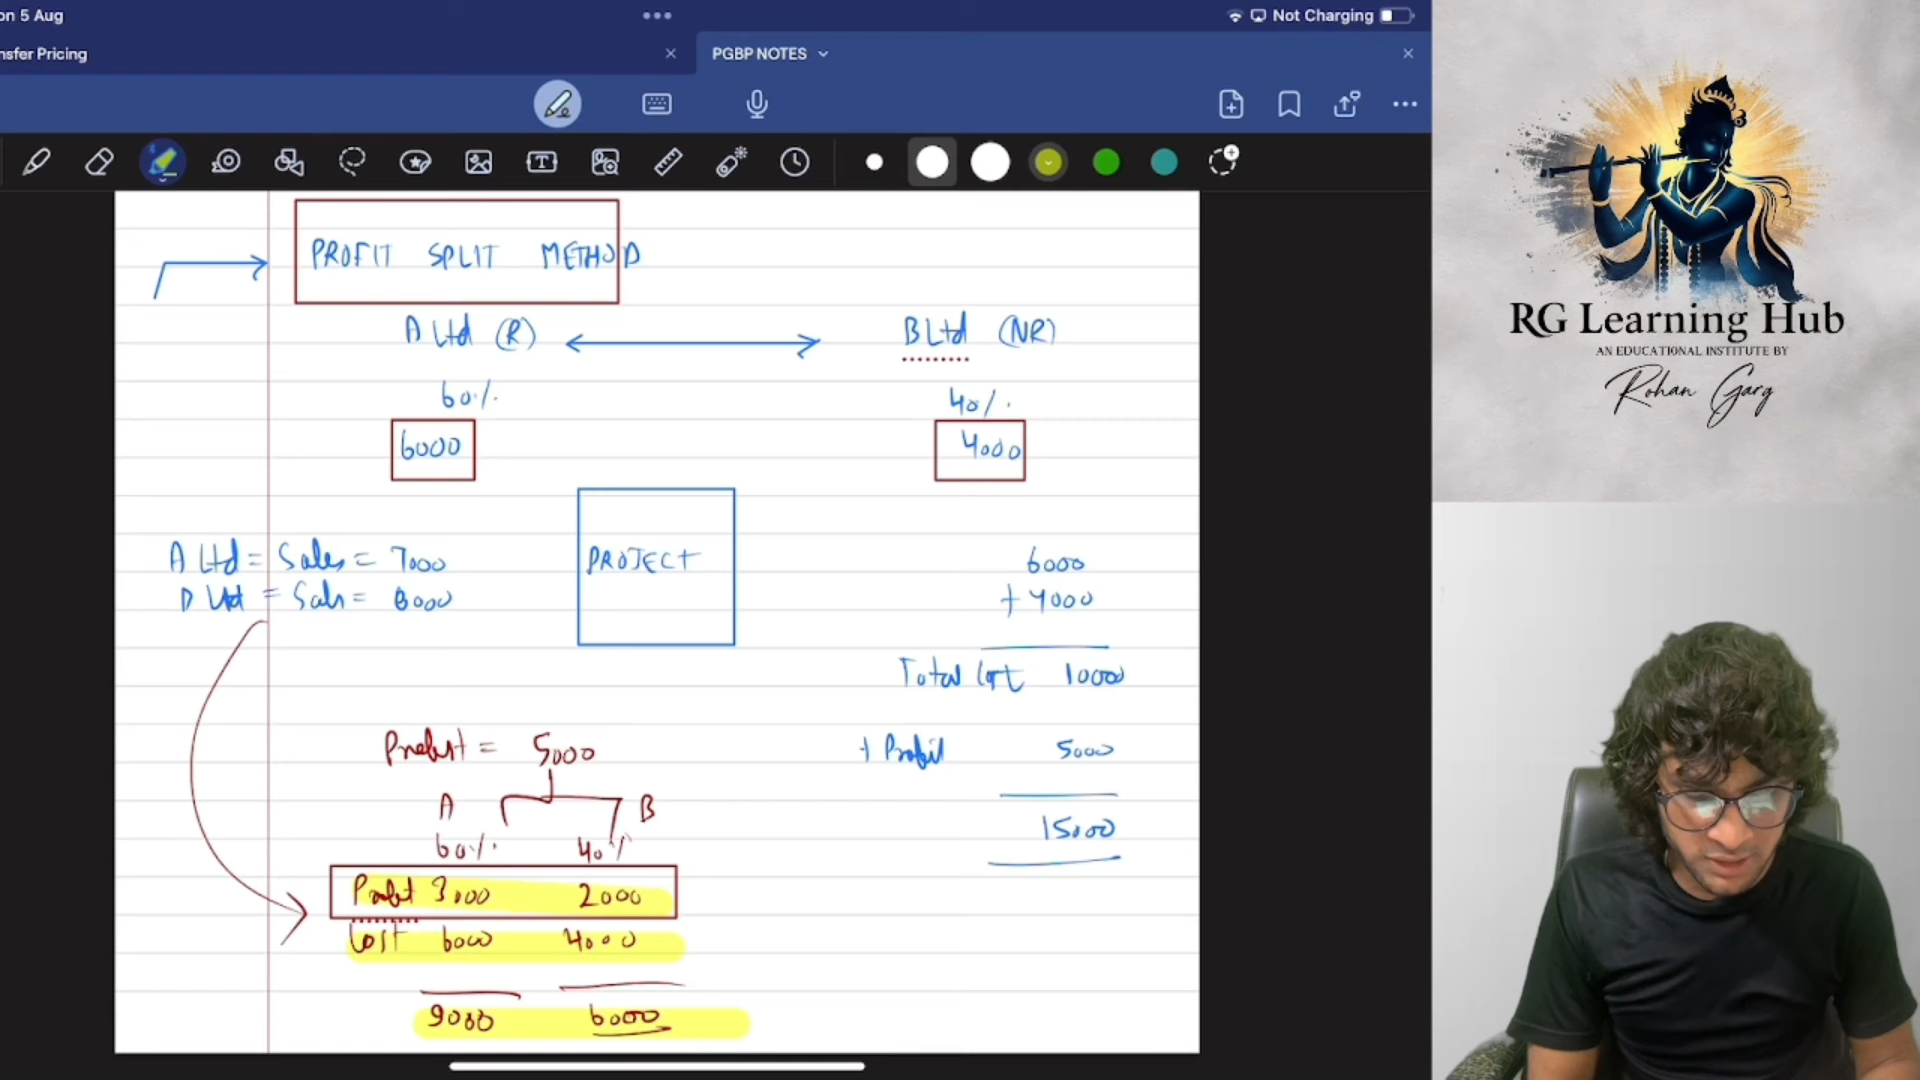 on 5 Aug
Not Charging
nsfer Pricing
PGBP NOTES
PROFIT SPLIT METHOD
A Ltd (R)
B Ltd (NR)
60%
40%
6000
4000
PROJECT
A Ltd = Sales = 7000
= Sales = 8000
6000
+ 4000
Total Cost 10000
Profit = 5000
+ Profit 5000
A B
60% 40%
15000
Profit 3000 2000
Cost 6000 4000
9000 6000
RG Learning Hub
AN EDUCATIONAL INSTITUTE BY
Rohan Garg